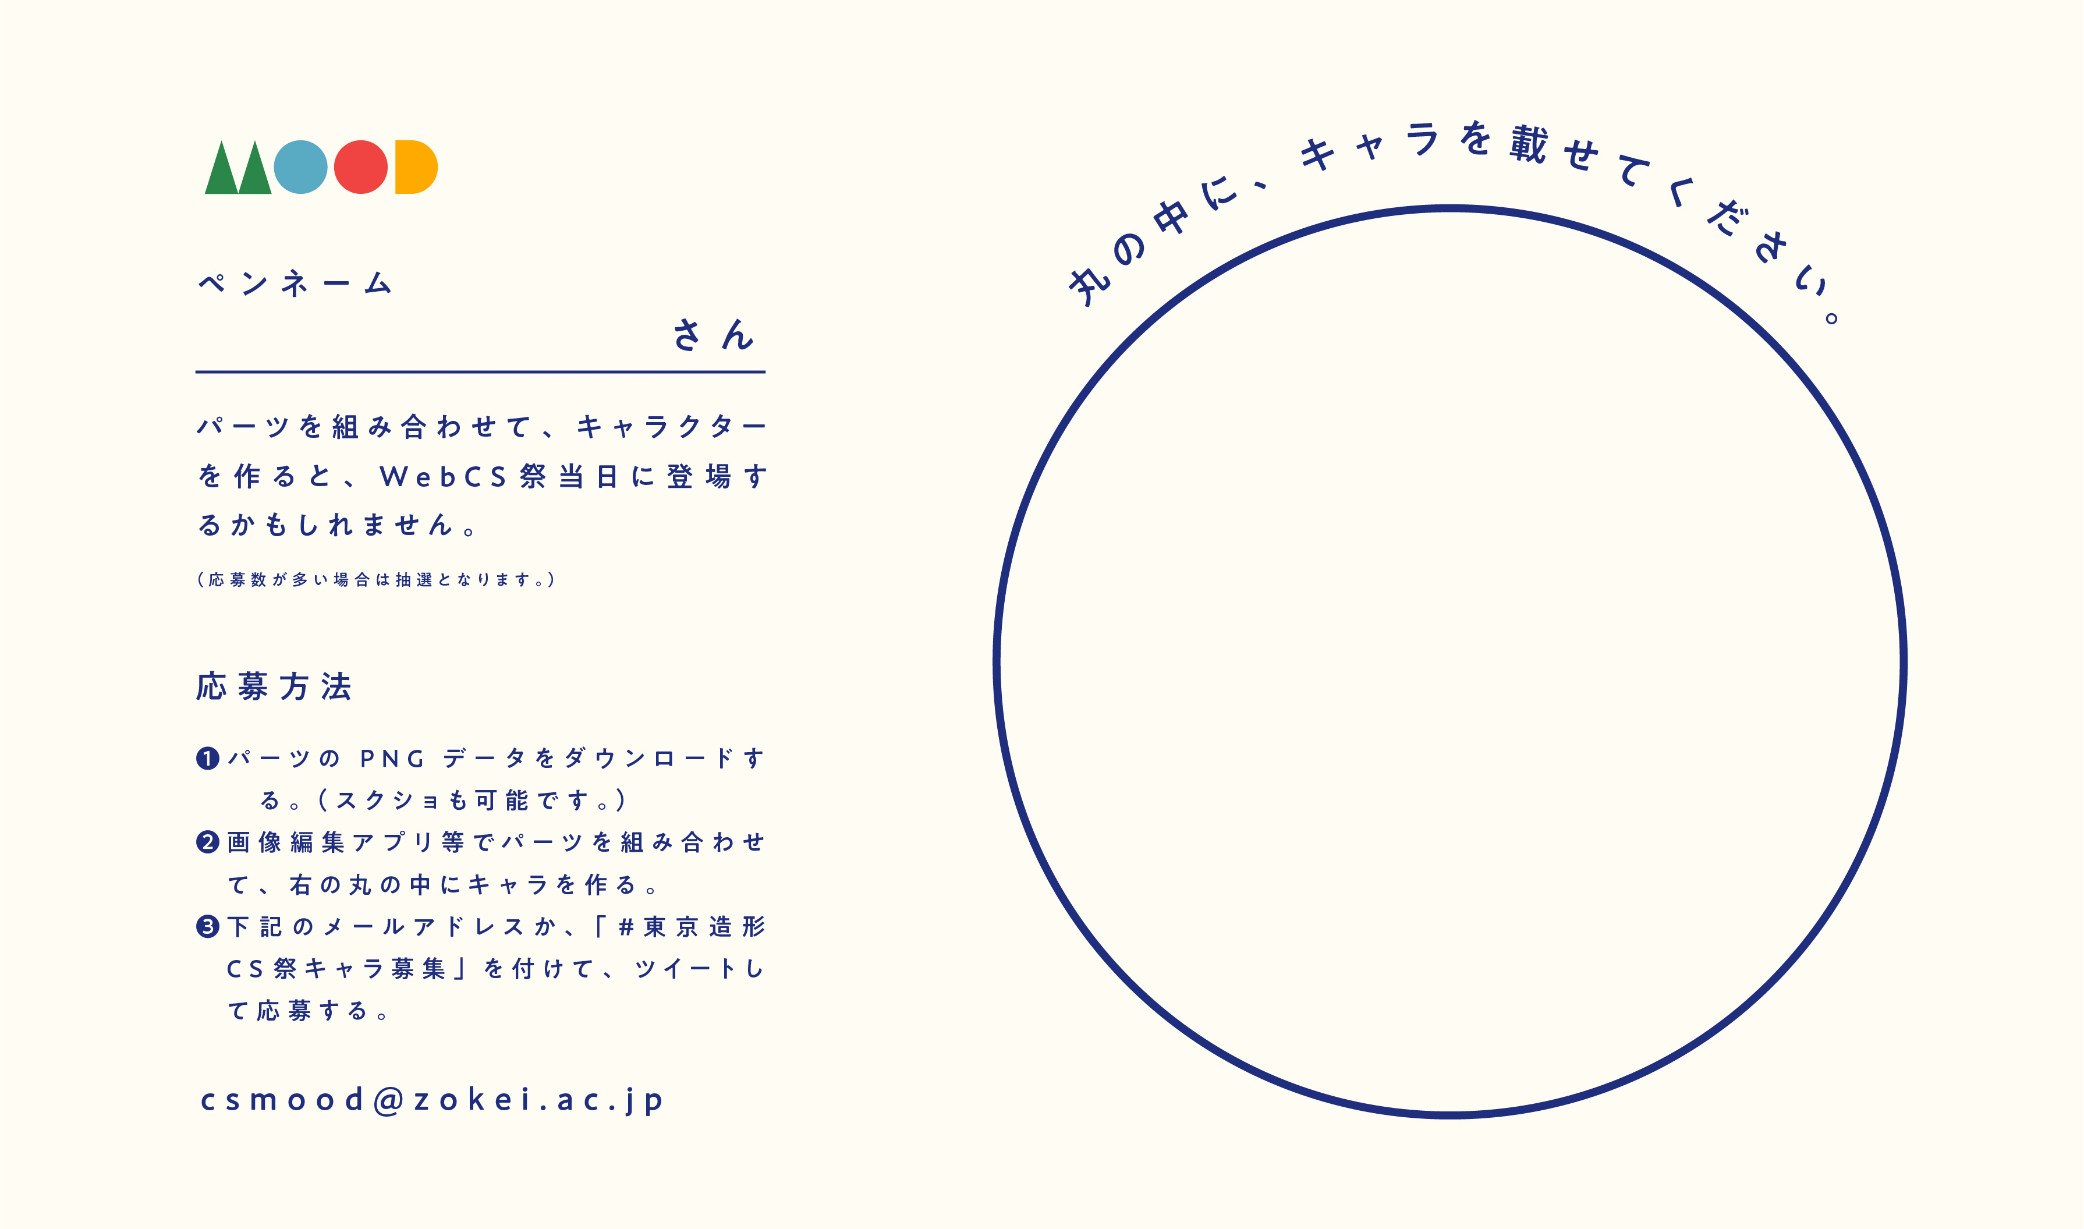 MOOD
ペンネーム
さん
パーツを組み合わせて、キャラクター
を作ると、WebCS祭当日に登場す
るかもしれません。
(応募数が多い場合は抽選となります。)
応募方法
❶パーツの PNG データをダウンロードす
る。(スクショも可能です。)
❷画像編集アプリ等でパーツを組み合わせ
て、右の丸の中にキャラを作る。
❸下記のメールアドレスか、「#東京造形
CS祭キャラ募集」を付けて、ツイートし
て応募する。
csmood@zokei.ac.jp
丸の中に、キャラを載せてください。